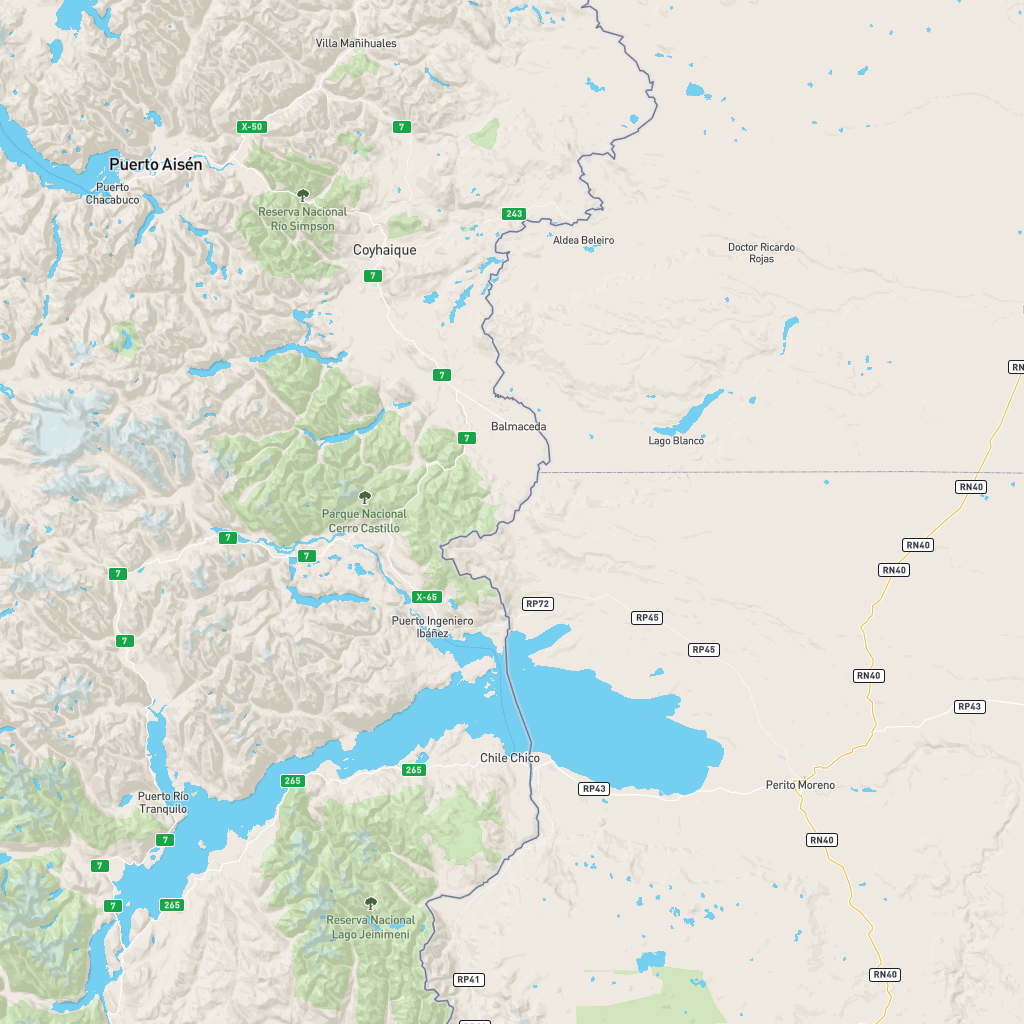 Villa Mañihuales
X-50
7
Puerto Aisén
Puerto
Chacabuco
Reserva Nacional
Río Simpson
243
Aldea Beleiro
Doctor Ricardo
Rojas
Coyhaique
7
RN
7
Balmaceda
Lago Blanco
7
RN40
Parque Nacional
Cerro Castillo
7
RN40
7
7
RN40
X-65
RP72
RP45
Puerto Ingeniero
Ibáñez
7
RP45
RN40
RP43
Chile Chico
265
265
RP43
Perito Moreno
Puerto Río
Tranquilo
7
RN40
7
7
265
Reserva Nacional
Lago Jeinimeni
RP41
RN40